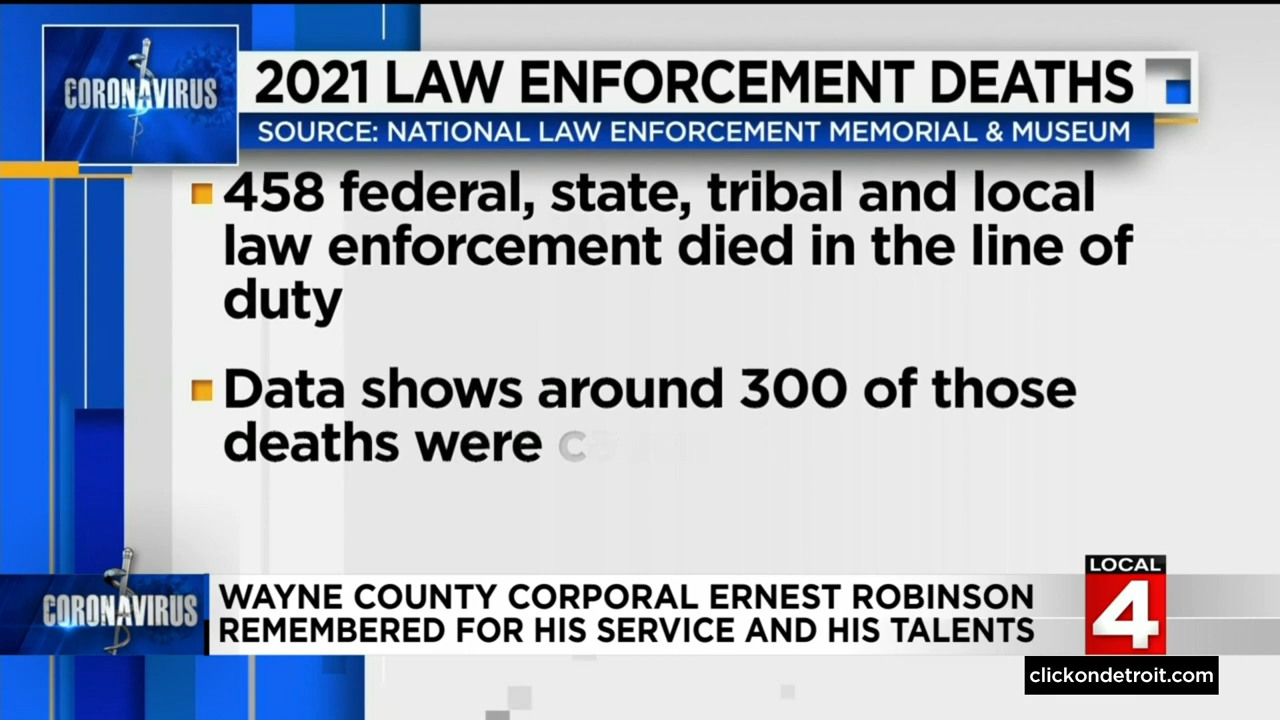 CORONAVIRUS
2021 LAW ENFORCEMENT DEATHS
SOURCE: NATIONAL LAW ENFORCEMENT MEMORIAL & MUSEUM
458 federal, state, tribal and local
law enforcement died in the line of
duty
Data shows around 300 of those
deaths were
CORONAVIRUS
WAYNE COUNTY CORPORAL ERNEST ROBINSON
REMEMBERED FOR HIS SERVICE AND HIS TALENTS
LOCAL
4
clickondetroit.com